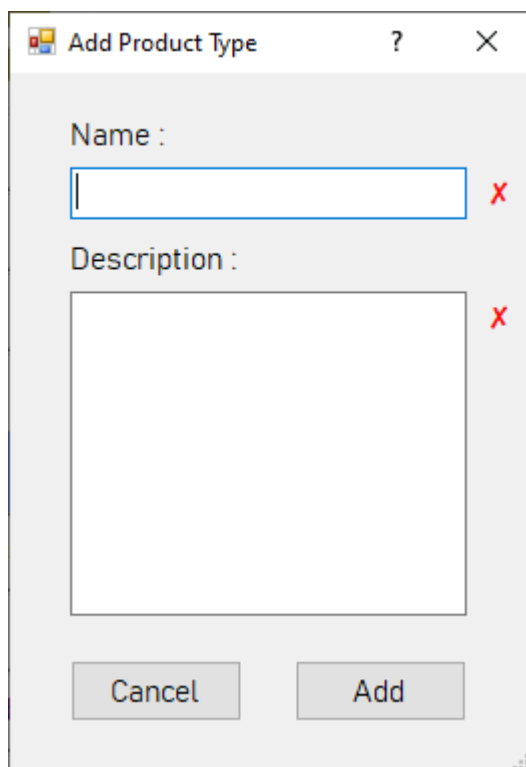 Add Product Type ?
Name :
✗
Description :
✗
Cancel Add